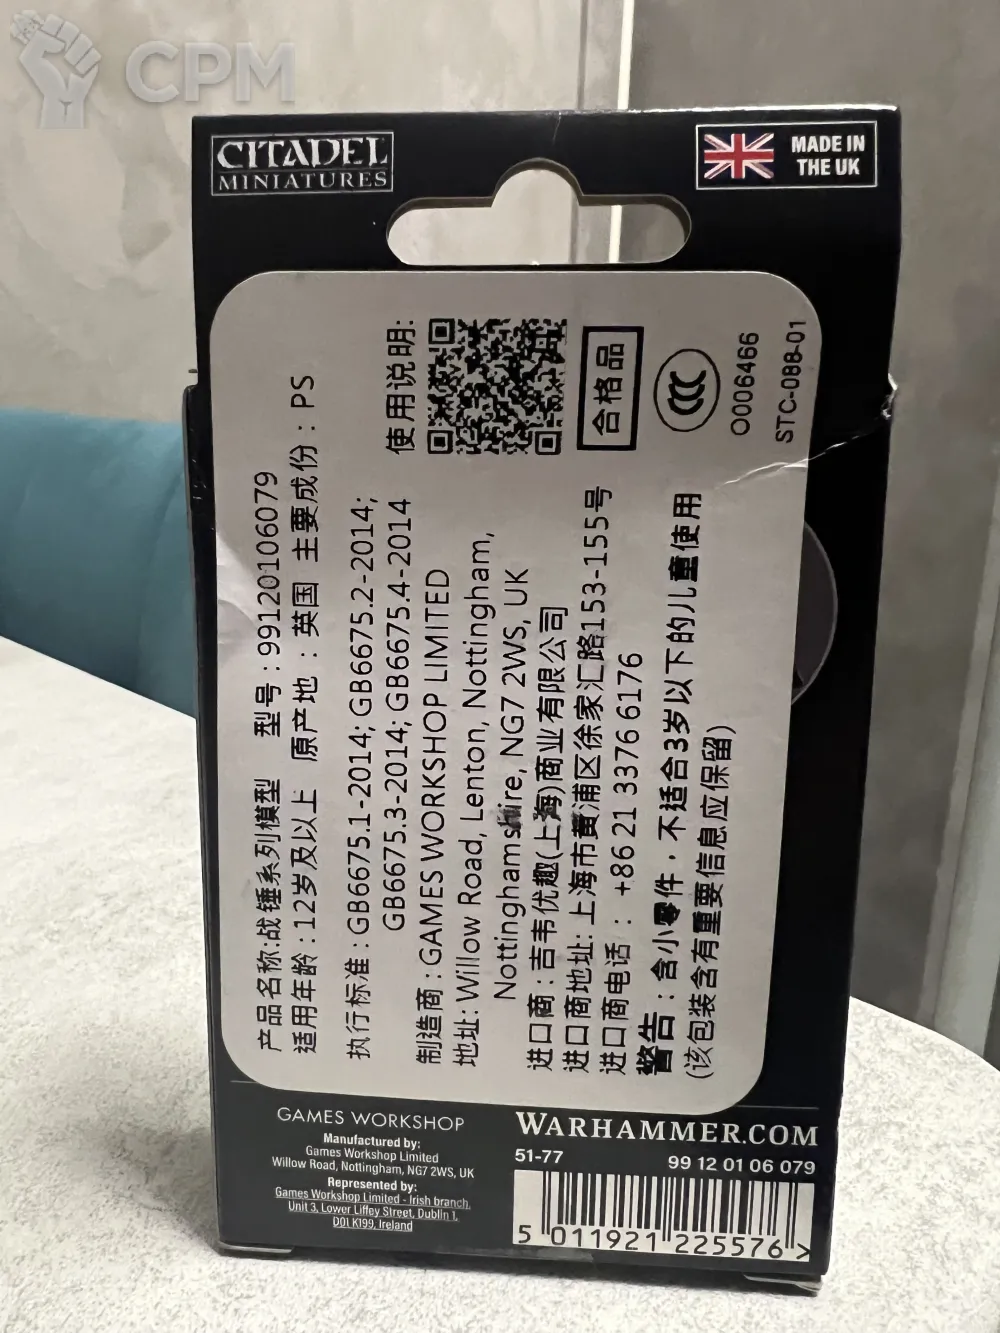 CPM
CITADEL
MINIATURES
MADE IN
THE UK
产品名称:战锤系列模型 型号:99120106079
适用年龄:12岁及以上 原产地:英国 主要成份:PS
执行标准:GB6675.1-2014; GB6675.2-2014;
GB6675.3-2014; GB6675.4-2014
制造商:GAMES WORKSHOP LIMITED
地址: Willow Road, Lenton, Nottingham,
Nottinghamshire, NG7 2WS, UK
进口商:吉韦优趣(上海)商业有限公司
进口商地址: 上海市黄浦区徐家汇路153-155号
进口商电话: +86 21 3376 6176
警告:含小零件,不适合3岁以下的儿童使用
(该包装含有重要信息应保留)
使用说明:
合格品
CCC
O006466
STC-088-01
GAMES WORKSHOP
Manufactured by:
Games Workshop Limited
Willow Road, Nottingham, NG7 2WS, UK
Represented by:
Games Workshop Limited - Irish branch,
Unit 3, Lower Liffey Street, Dublin 1,
D01 K199, Ireland
WARHAMMER.COM
51-77 99 12 01 06 079
5 011921 225576 >